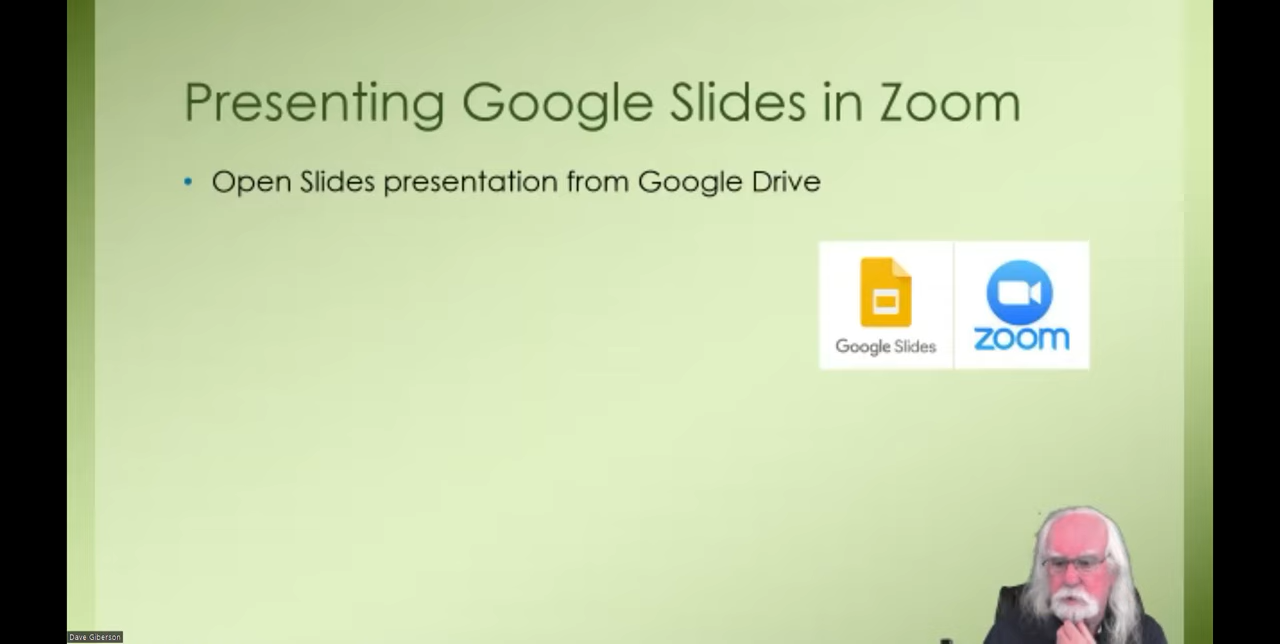 Presenting Google Slides in Zoom
• Open Slides presentation from Google Drive
Google Slides
zoom
Dave Giberson